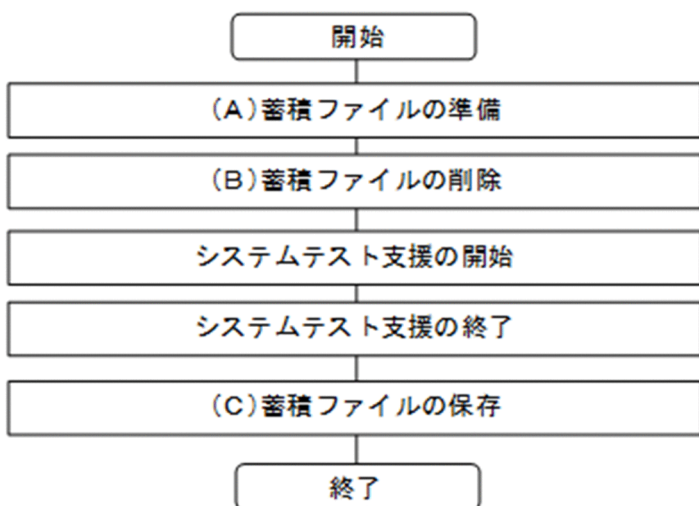 開始
(A)蓄積ファイルの準備
(B)蓄積ファイルの削除
システムテスト支援の開始
システムテスト支援の終了
(C)蓄積ファイルの保存
終了